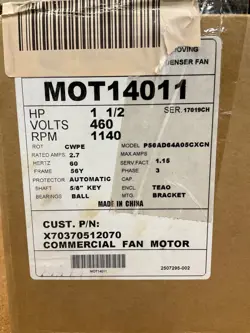 MOVING
DENSER FAN
MOT14011
HP 1 1/2 SER. 17019CH
VOLTS 460
RPM 1140
ROT CWPE P56AD64A05CXCN
RATED AMPS 2.7 MAX AMPS
HERTZ 60 SERV FACT 1.15
FRAME 56Y PHASE 3
PROTECTOR AUTOMATIC CAP.
SHAFT 5/8" KEY ENCL TEAO
BEARINGS BALL MTG. BRACKET
MADE IN CHINA
CUST. P/N:
X70370512070
COMMERCIAL FAN MOTOR
MOT14011
2507295-002